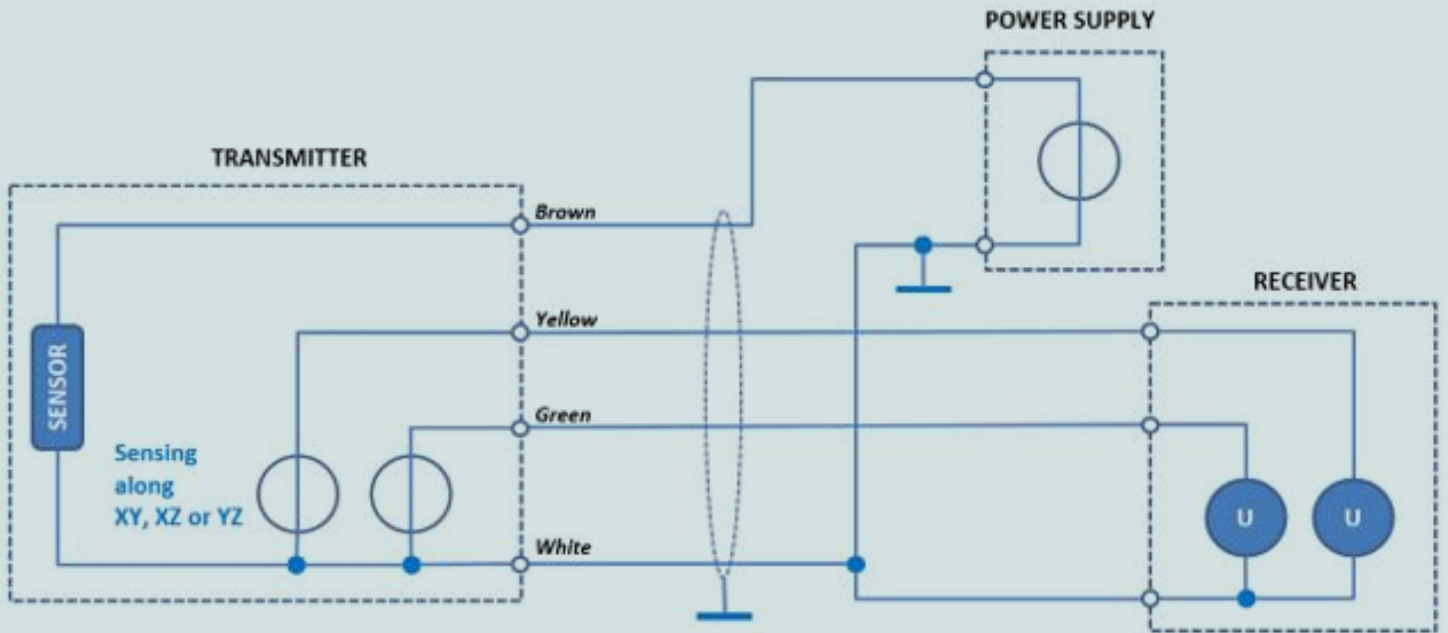 POWER SUPPLY
TRANSMITTER
Brown
RECEIVER
Yellow
SENSOR
Green
Sensing
along
XY, XZ or YZ
U U
White